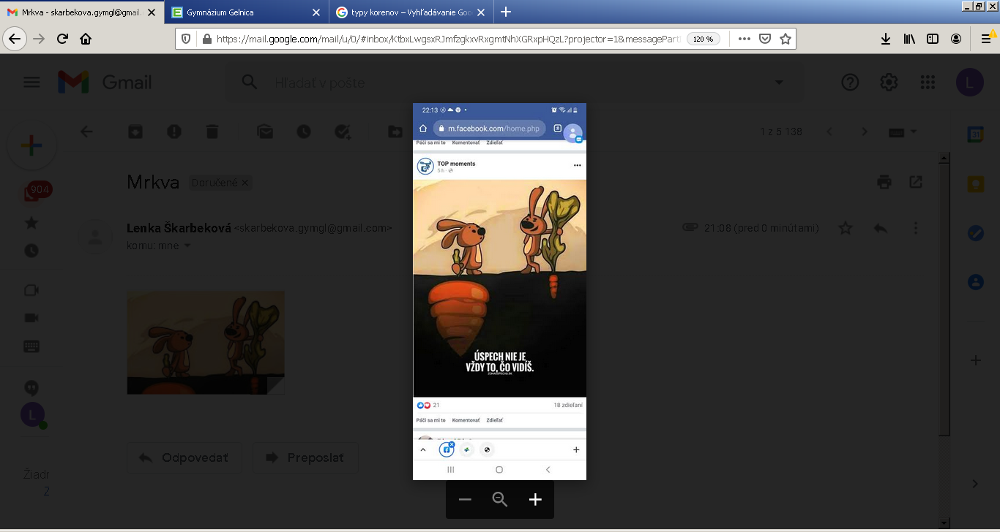 Mrkva - skarbekova.gymgl@gmail.
Gymnázium Gelnica
typy korenov – Vyhľadávanie Goo
https://mail.google.com/mail/u/0/#inbox/KtbxLwgsxRJmfzgkxvRxgmtNhXGRxpHQzL?projector=1&messageParti
120 %
Gmail
Hľadať v pošte
L
1 z 5 138
31
904
Mrkva
Doručené
Lenka Škarbeková <skarbekova.gymgl@gmail.com>
21:08 (pred 0 minútami)
komu: mne
22:13
m.facebook.com/home.php
Páči sa mi to Komentovať Zdieľať
TOP moments
5 h
ÚSPECH NIE JE
VŽDY TO, ČO VIDÍŠ.
21
18 zdieľaní
Páči sa mi to Komentovať Zdieľať
L
Odpovedať
Preposlať
Žiadr
Z